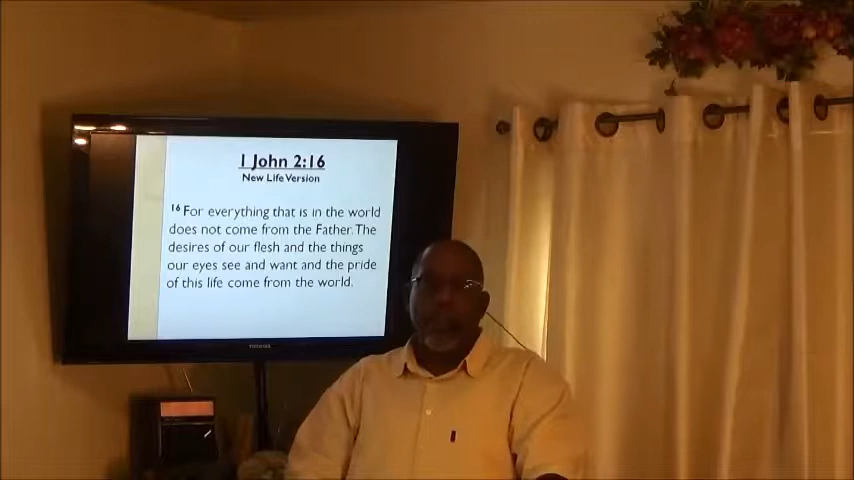 1 John 2:16
New Life Version
16 For everything that is in the world
does not come from the Father. The
desires of our flesh and the things
our eyes see and want and the pride
of this life come from the world.
TOSHIBA